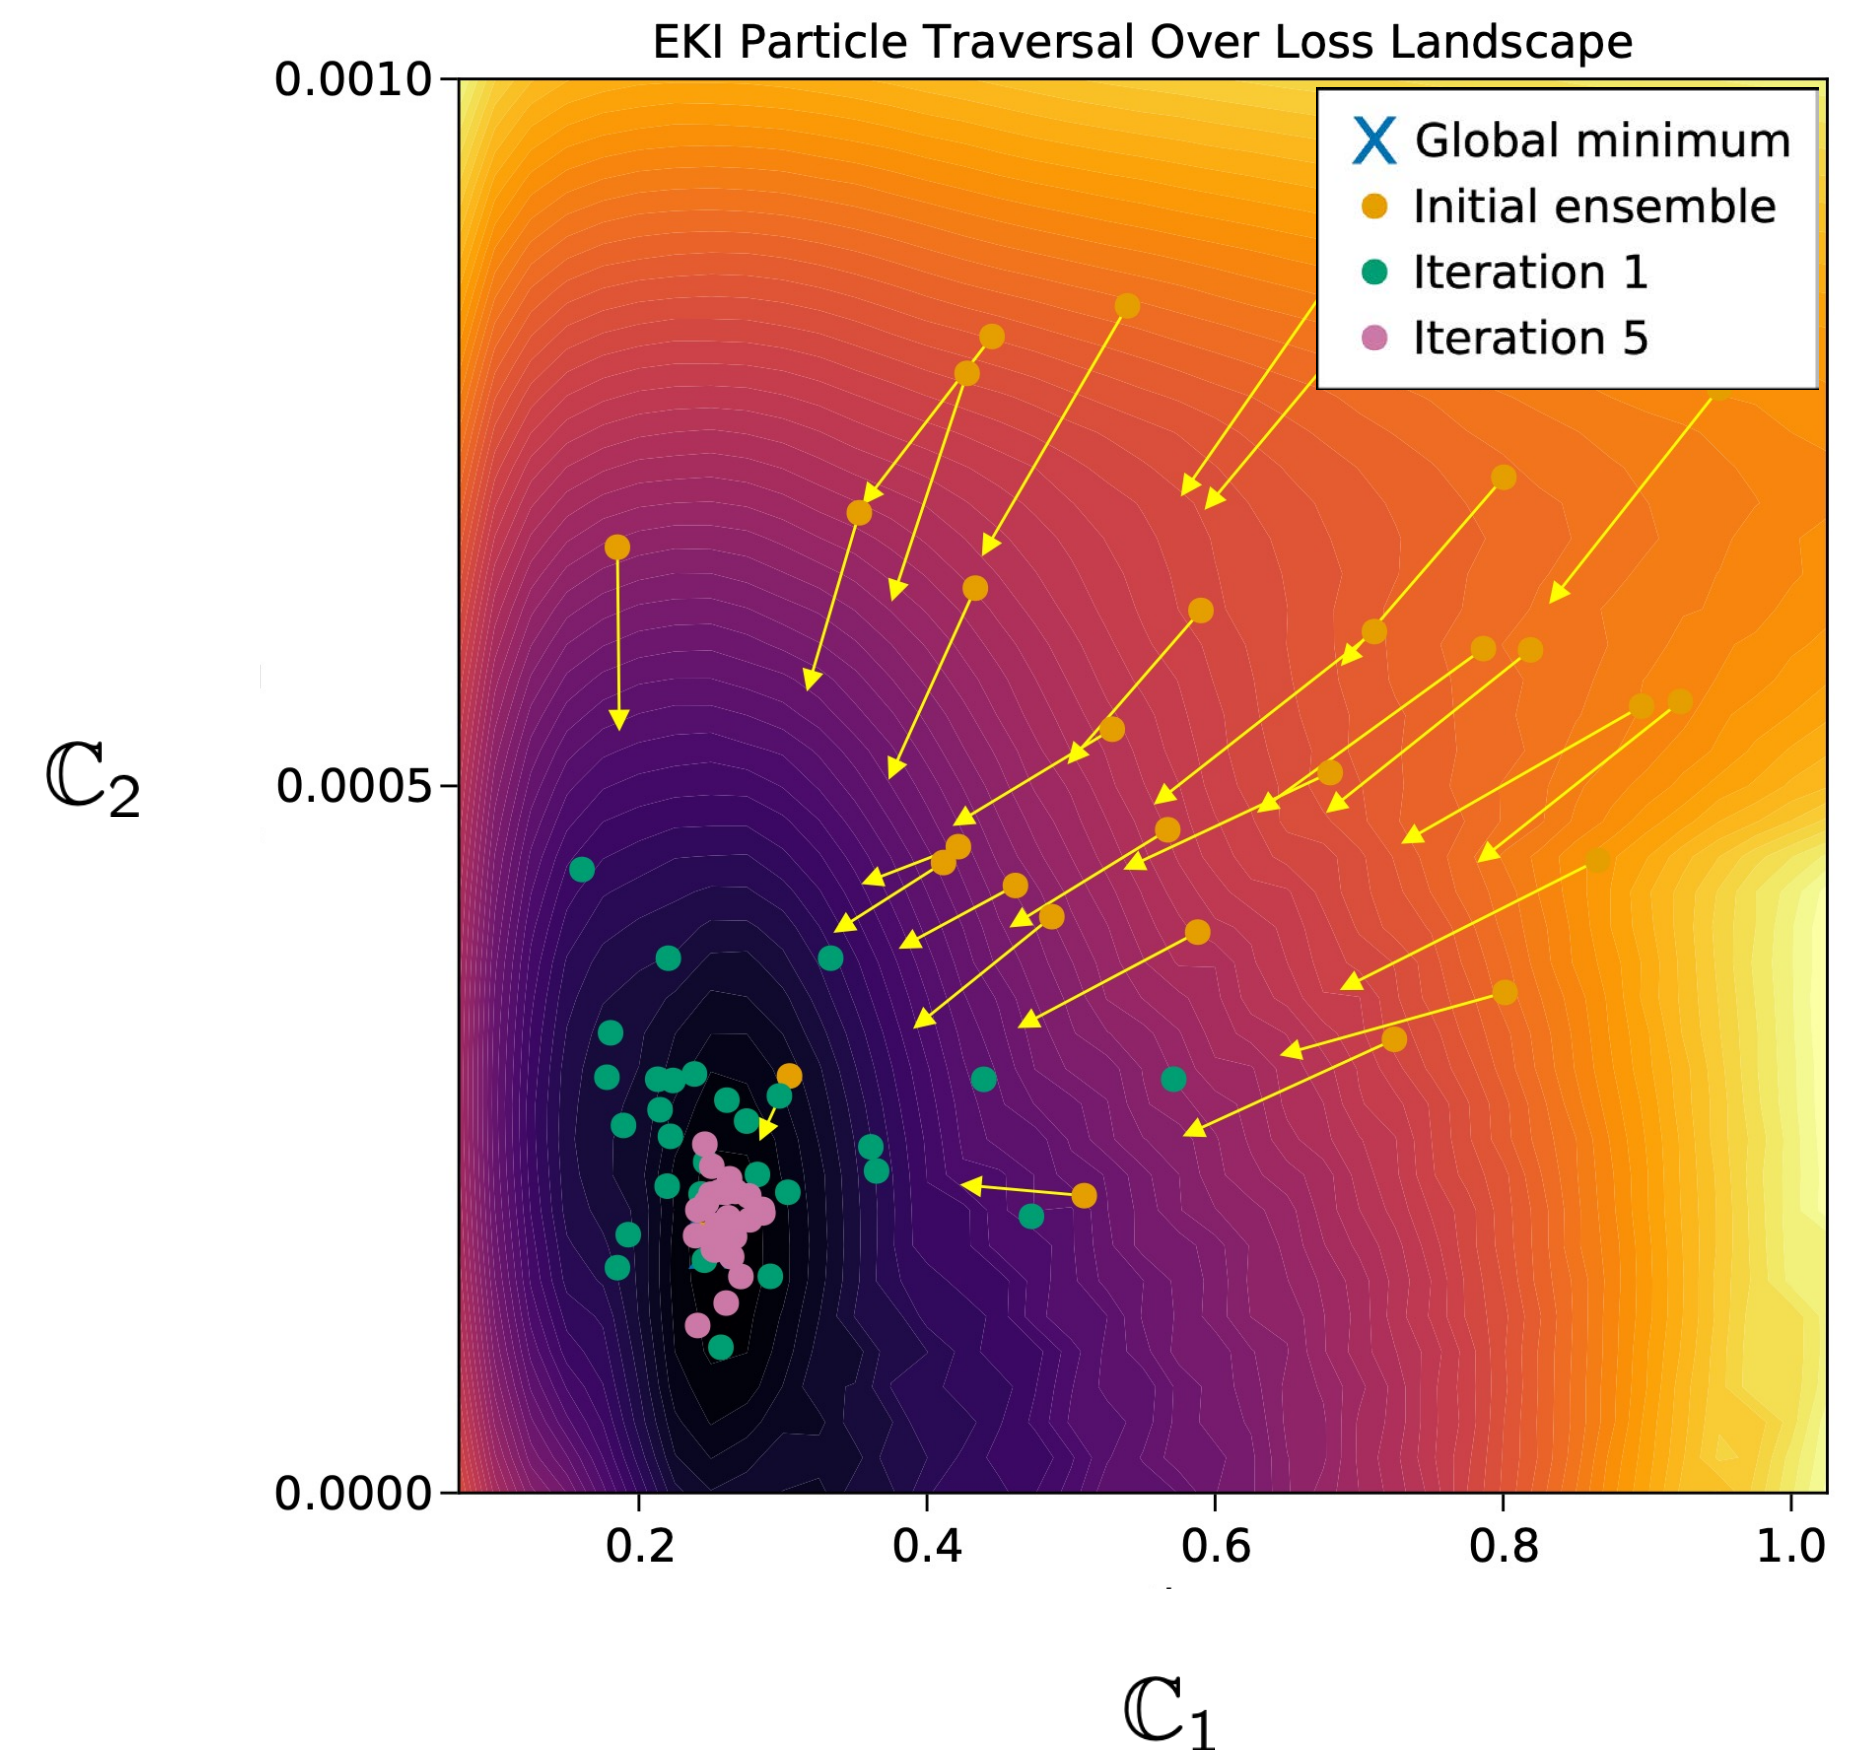 EKI Particle Traversal Over Loss Landscape
0.0010
X Global minimum
Initial ensemble
Iteration 1
Iteration 5
ℂ₂
0.0005
0.0000
0.2 0.4 0.6 0.8 1.0
ℂ₁